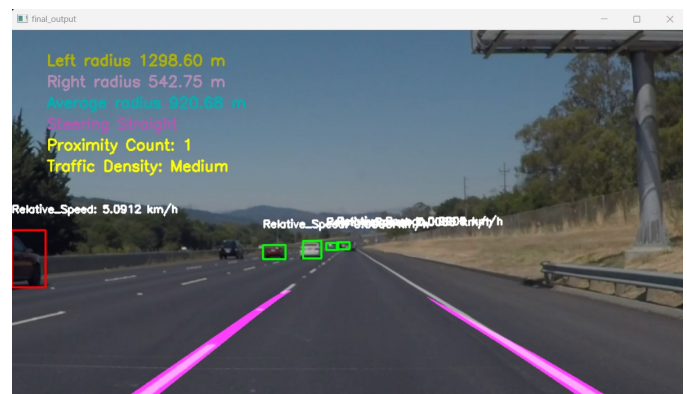 final_output
Left radius 1298.60 m
Right radius 542.75 m
Average radius 920.68 m
Steering Straight
Proximity Count: 1
Traffic Density: Medium
Relative_Speed: 5.0912 km/h
Relative_Speed: